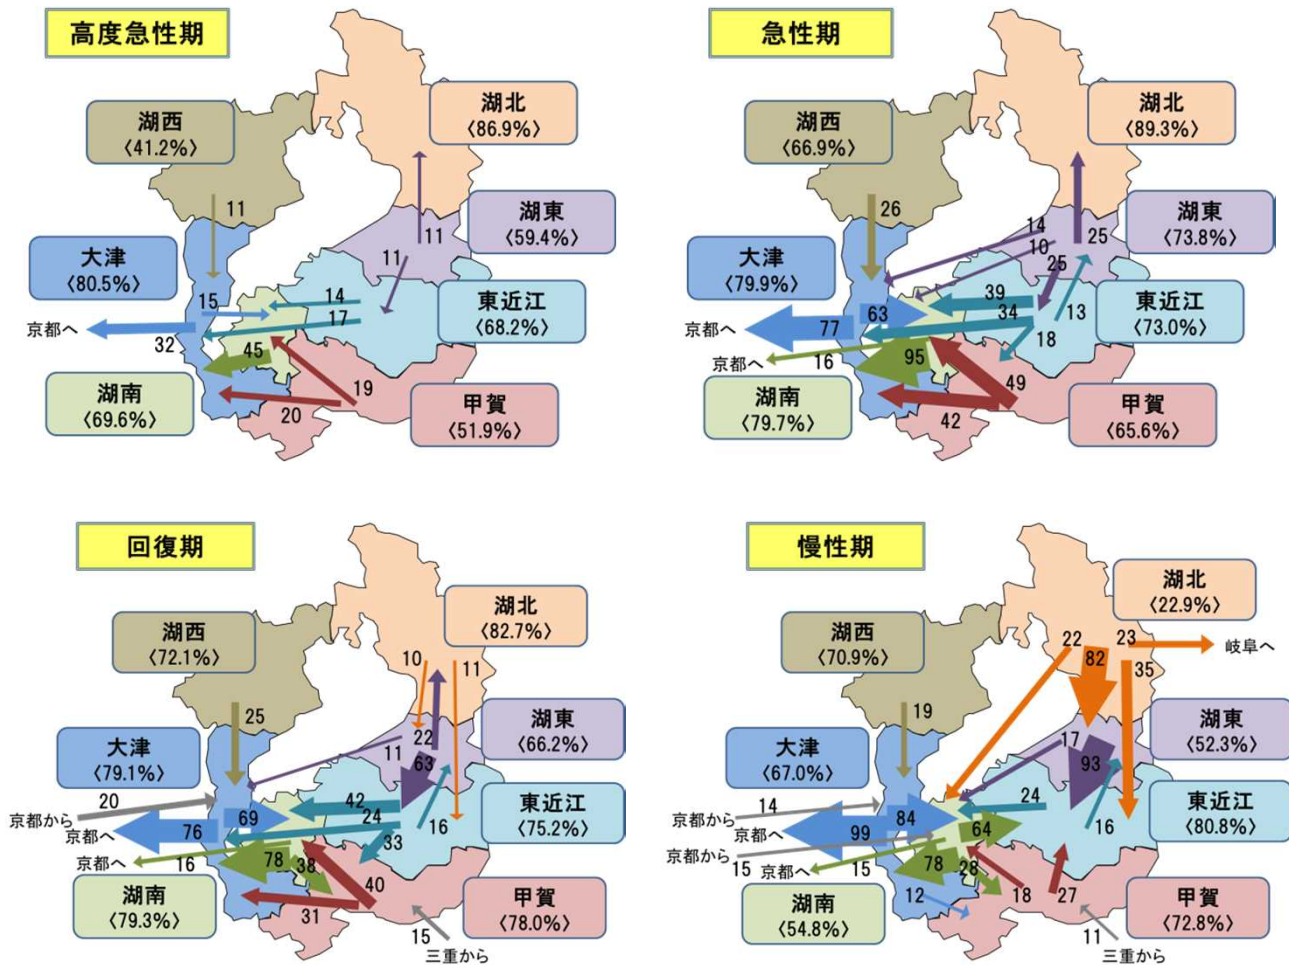 高度急性期
湖北
〈86.9%〉
湖西
〈41.2%〉
11
湖東
〈59.4%〉
11
11
大津
〈80.5%〉
15
14
17
東近江
〈68.2%〉
京都へ
32
45
湖南
〈69.6%〉
19
20
甲賀
〈51.9%〉
急性期
湖北
〈89.3%〉
湖西
〈66.9%〉
26
14
10
25
25
湖東
〈73.8%〉
大津
〈79.9%〉
39
34
13
18
東近江
〈73.0%〉
京都へ
77
63
京都へ
16
95
湖南
〈79.7%〉
49
42
甲賀
〈65.6%〉
回復期
湖北
〈82.7%〉
湖西
〈72.1%〉
10
11
25
22
11
63
湖東
〈66.2%〉
大津
〈79.1%〉
20
京都から
42
24
16
33
東近江
〈75.2%〉
京都へ
76
69
京都へ
16
78
38
湖南
〈79.3%〉
40
31
甲賀
〈78.0%〉
15
三重から
慢性期
湖北
〈22.9%〉
湖西
〈70.9%〉
22
82
23
岐阜へ
35
19
17
93
湖東
〈52.3%〉
大津
〈67.0%〉
14
京都から
24
16
東近江
〈80.8%〉
京都へ
99
84
64
京都から
15
京都へ
15
78
28
12
湖南
〈54.8%〉
18
27
甲賀
〈72.8%〉
11
三重から